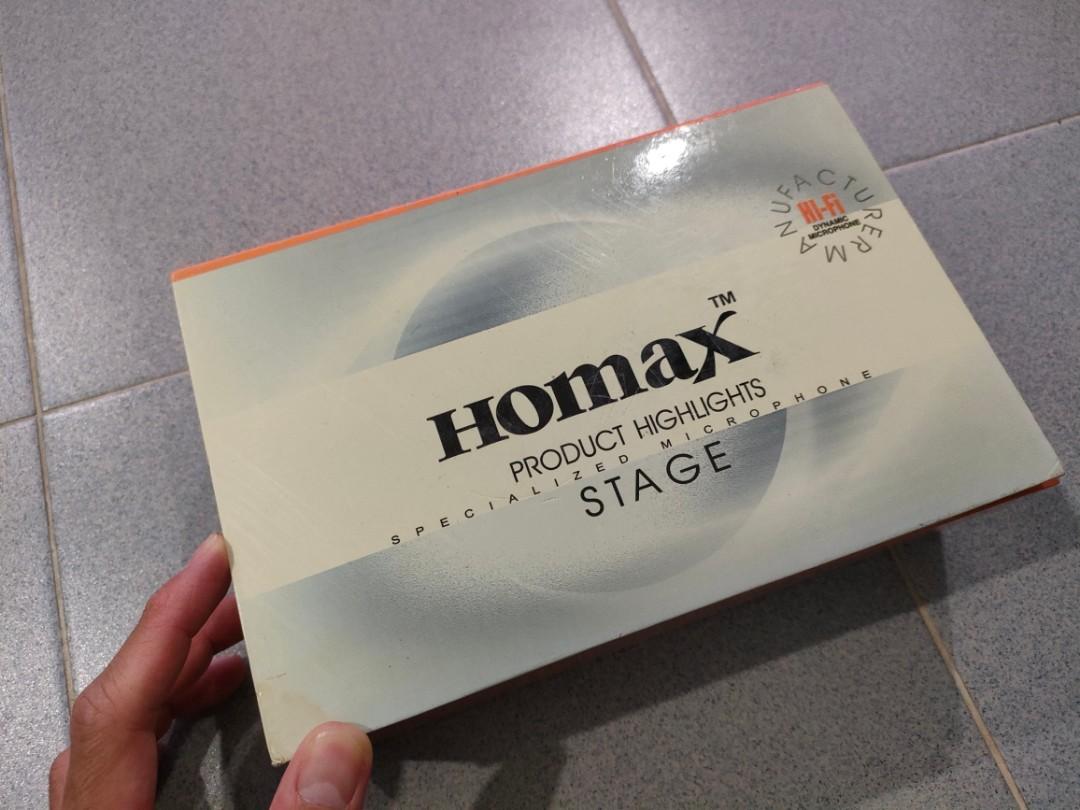 MANUFACTURER
Hi-Fi
DYNAMIC
MICROPHONE
Homax™
PRODUCT HIGHLIGHTS
SPECIALIZED MICROPHONE
STAGE